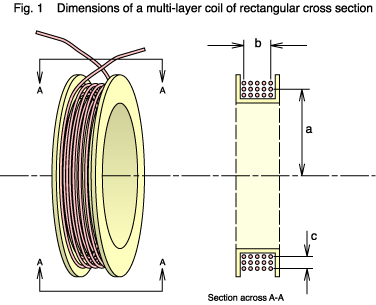 Fig. 1 Dimensions of a multi-layer coil of rectangular cross section
b
A A A
a
c
A A
Section across A-A